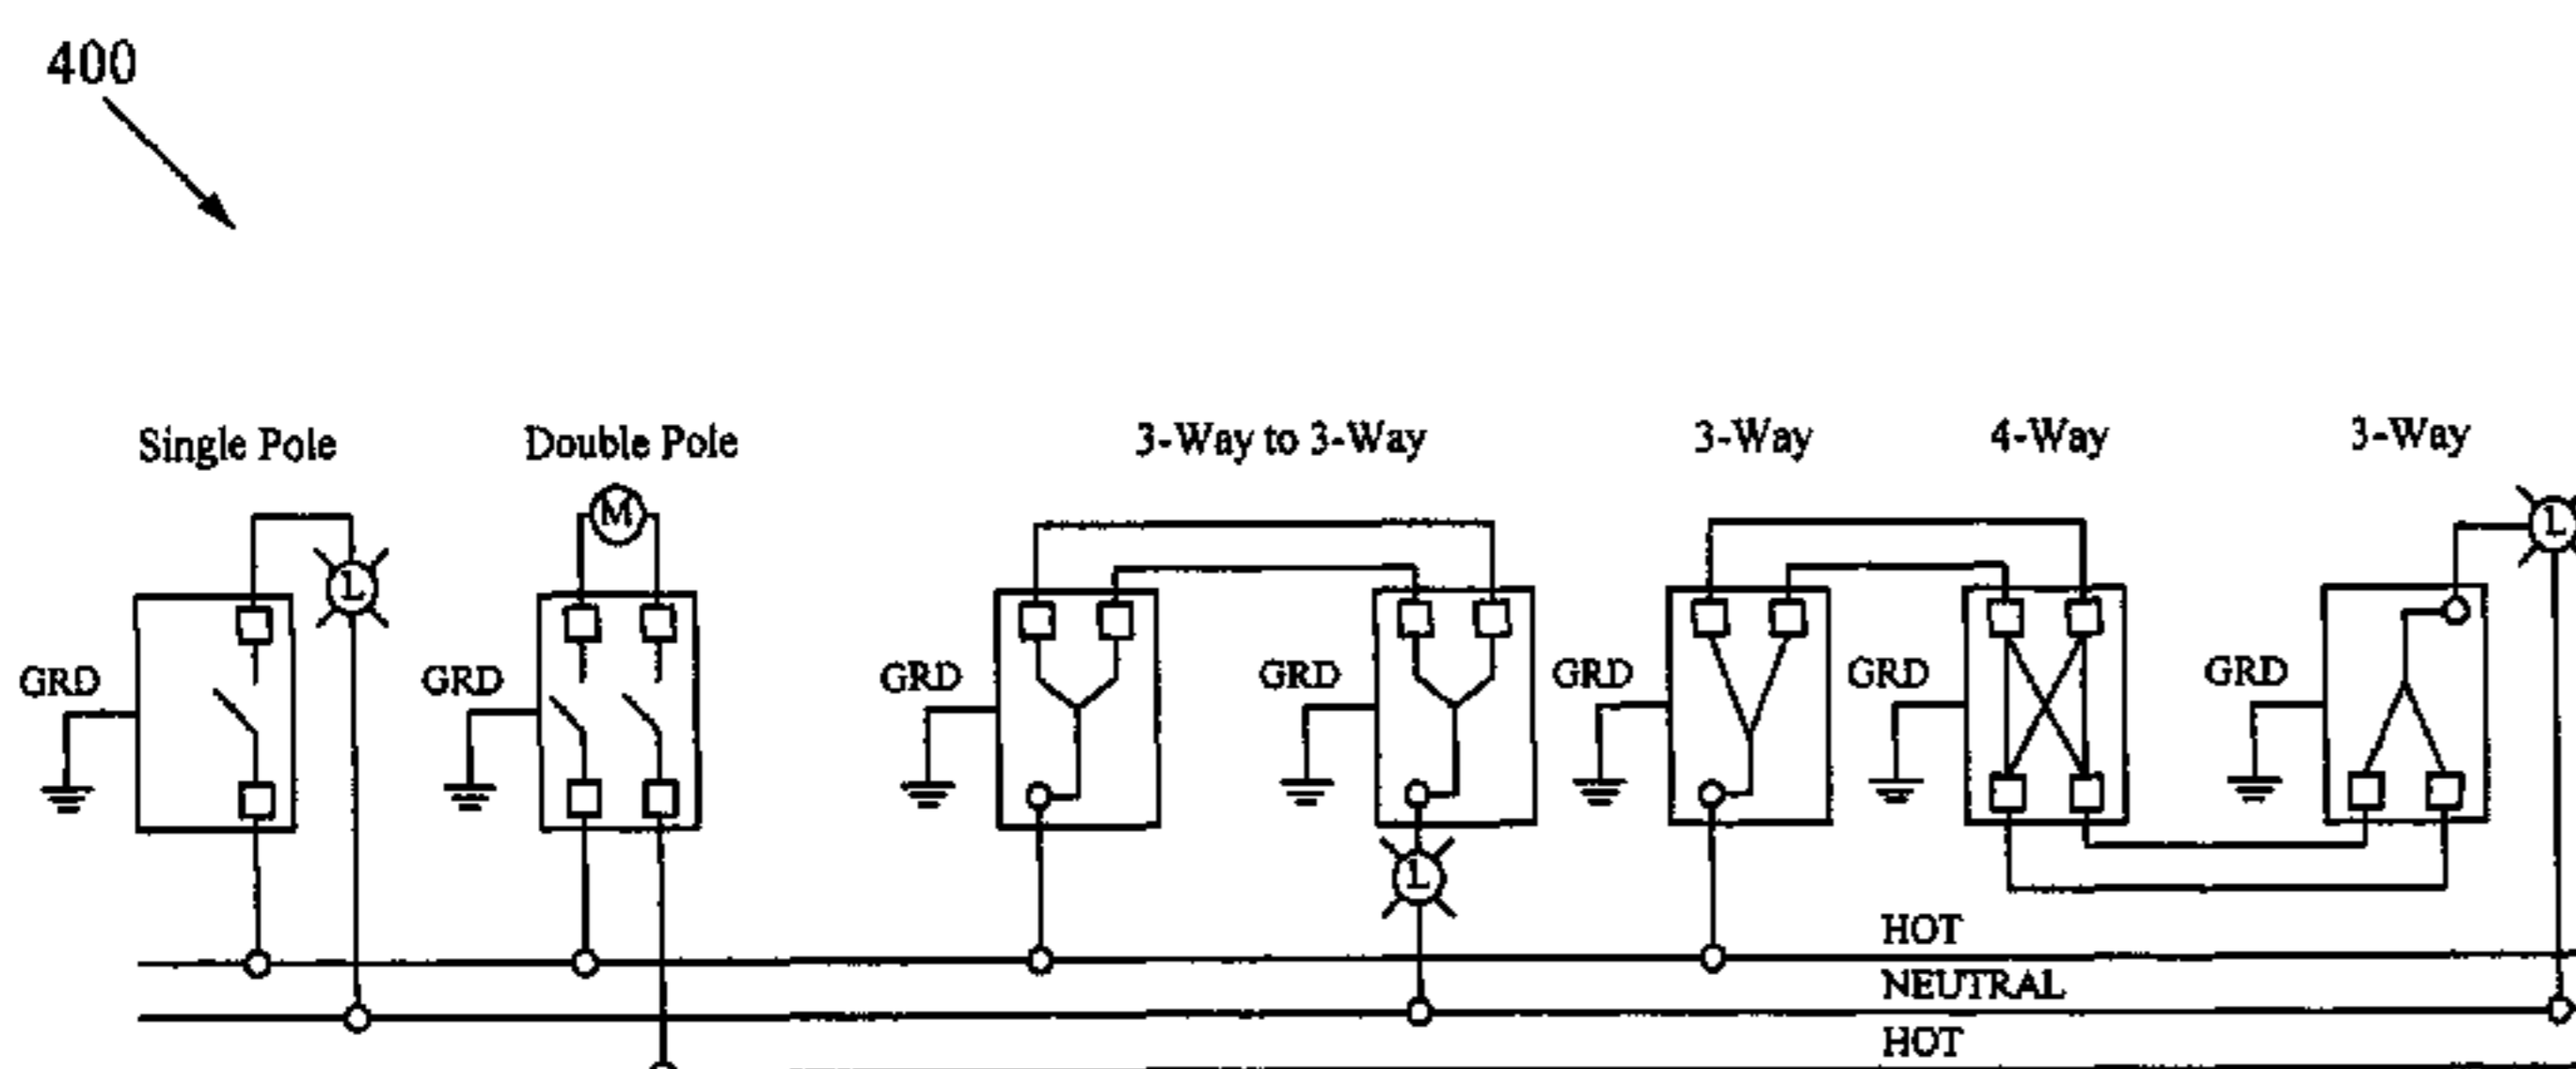 400
Single Pole Double Pole 3-Way to 3-Way 3-Way 4-Way 3-Way
M
L
L
GRD GRD GRD GRD GRD GRD GRD
L
HOT
NEUTRAL
HOT